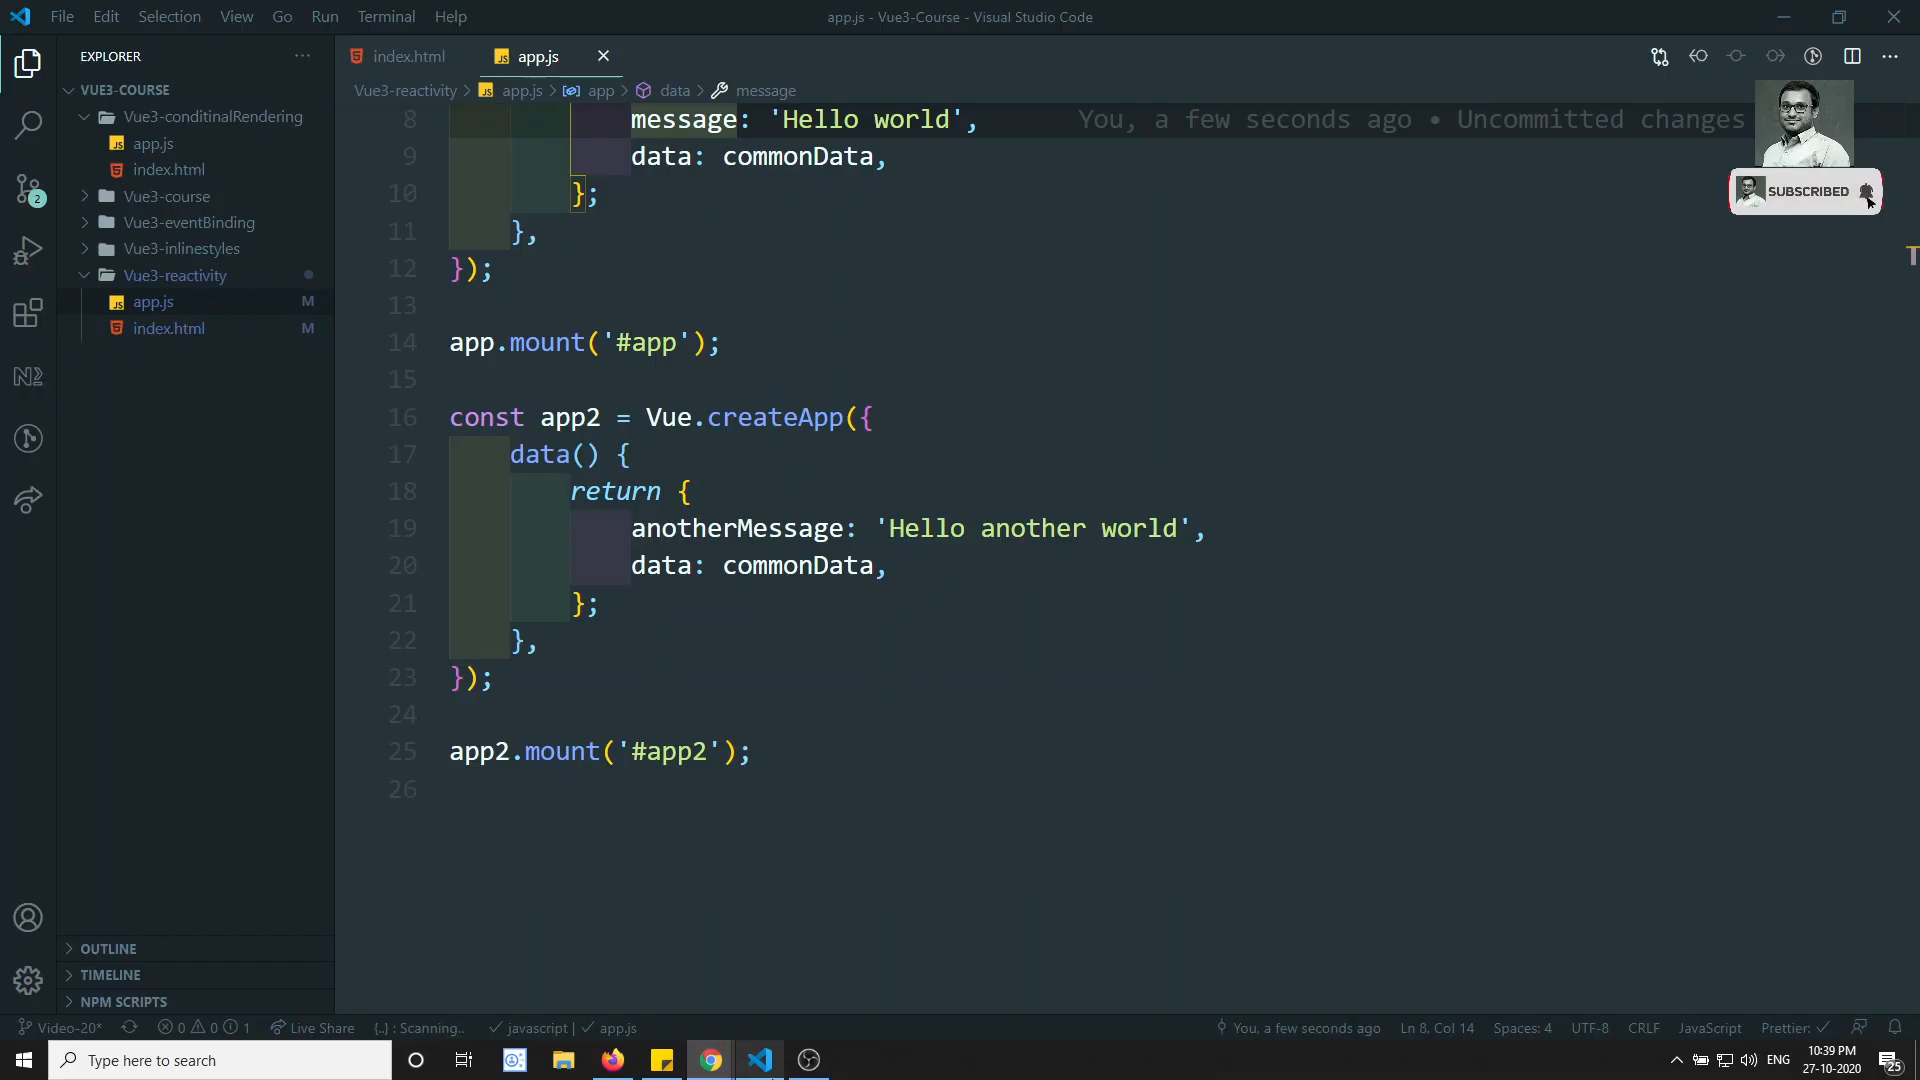 File Edit Selection View Go Run Terminal Help
app.js - Vue3-Course - Visual Studio Code
EXPLORER
VUE3-COURSE
Vue3-conditinalRendering
app.js
index.html
Vue3-course
Vue3-eventBinding
Vue3-inlinestyles
Vue3-reactivity
app.js M
index.html M
OUTLINE
TIMELINE
NPM SCRIPTS
index.html app.js
Vue3-reactivity > app.js > app > data > message
8 message: 'Hello world', You, a few seconds ago • Uncommitted changes
9 data: commonData,
10 };
11 },
12 });
13
14 app.mount('#app');
15
16 const app2 = Vue.createApp({
17 data() {
18 return {
19 anotherMessage: 'Hello another world',
20 data: commonData,
21 };
22 },
23 });
24
25 app2.mount('#app2');
26
SUBSCRIBED
2
Video-20* 0 0 1 Live Share {..} : Scanning.. javascript | app.js
You, a few seconds ago Ln 8, Col 14 Spaces: 4 UTF-8 CRLF JavaScript Prettier:
Type here to search
ENG
10:39 PM
27-10-2020
25